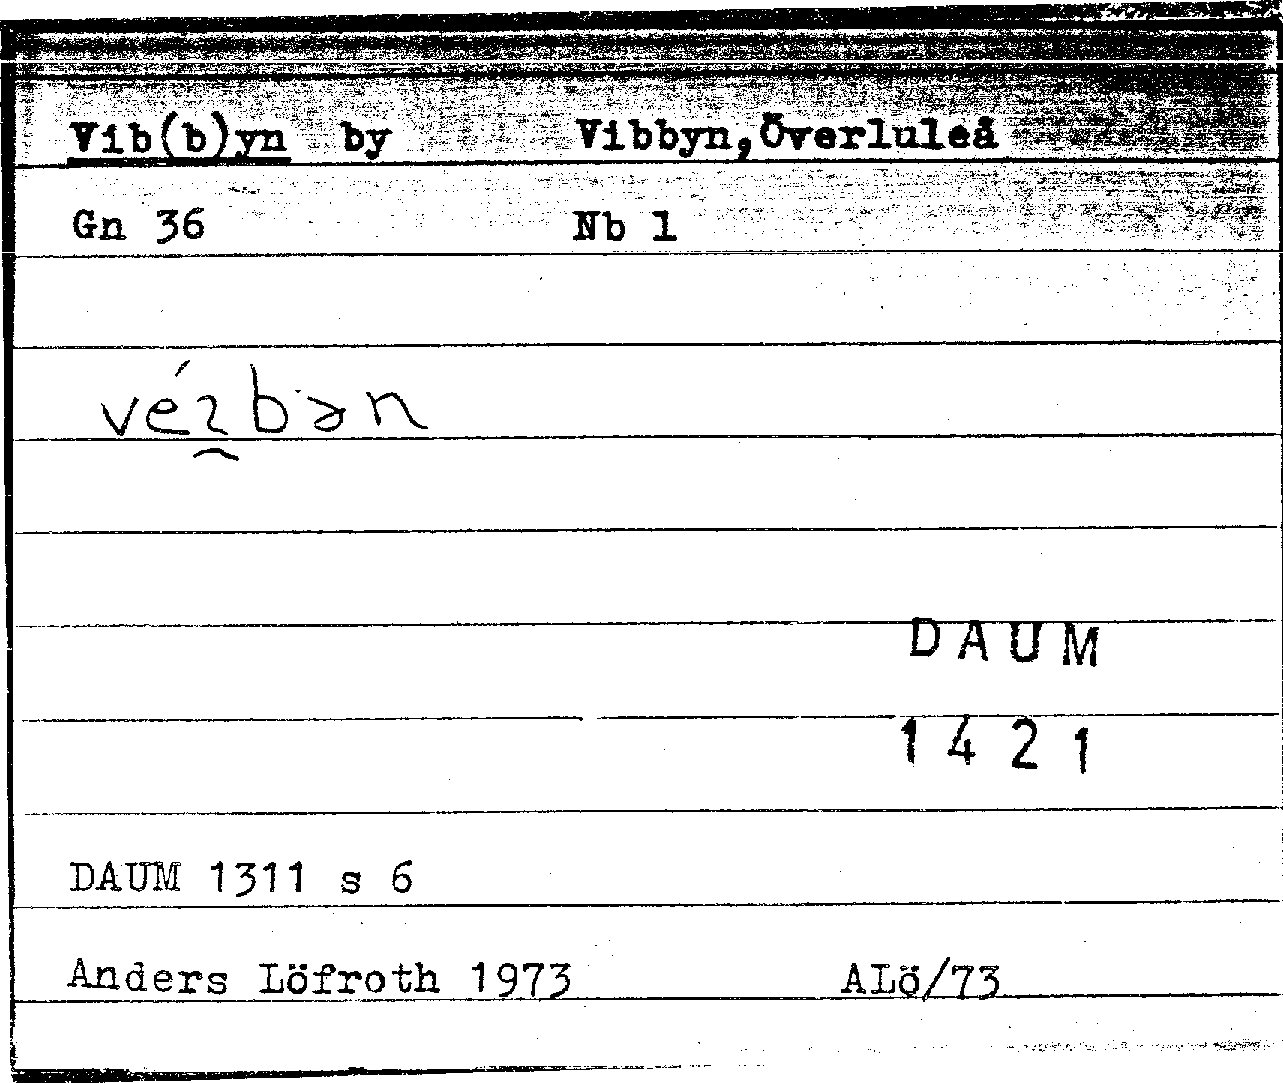 Vib(b)yn by Vibbyn, Överluleå
Gn 36 Nb 1
DAUM
1421
DAUM 1311 s 6
Anders Löfroth 1973 ALö/73